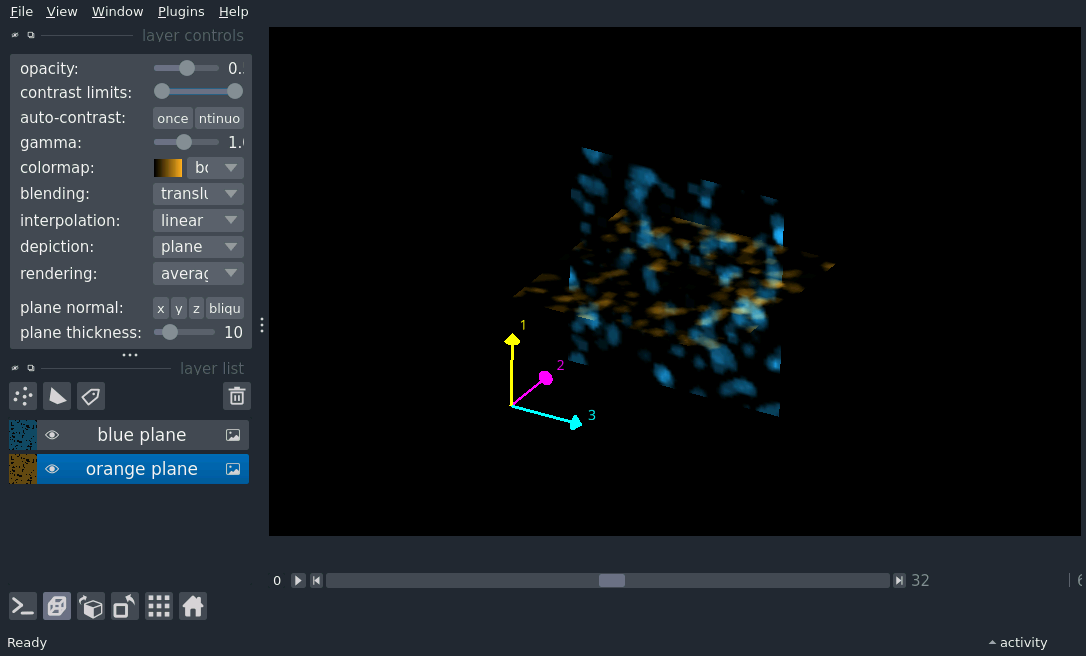 File View Window Plugins Help
layer controls
opacity: 0.
contrast limits:
auto-contrast: once ntinuo
gamma: 1.
colormap:
blending: translu
interpolation: linear
depiction: plane
rendering: averag
plane normal: x y z bliqu
plane thickness: 10
layer list
blue plane
orange plane
1
2
3
0 32
Ready
activity